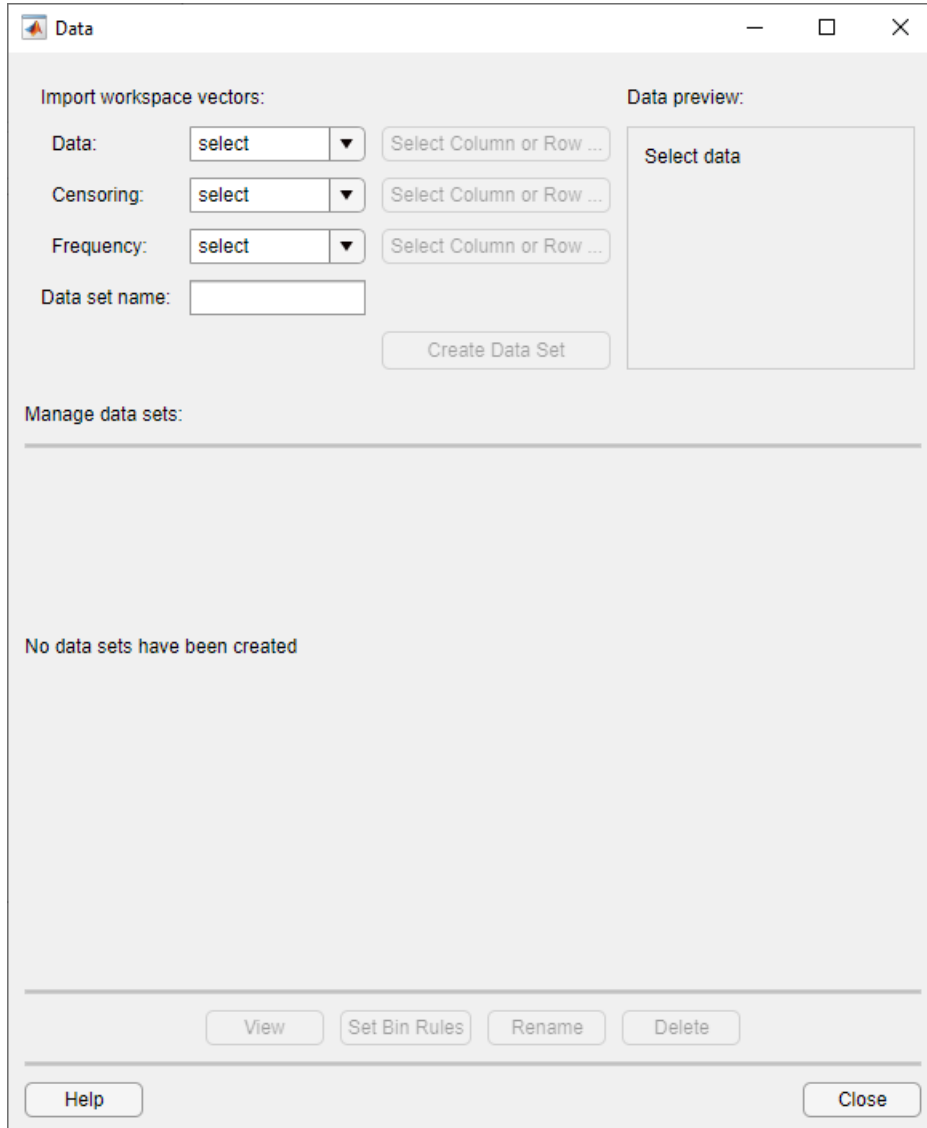 Data
Import workspace vectors:
Data preview:
Data:
select
Select Column or Row ...
Select data
Censoring:
select
Select Column or Row ...
Frequency:
select
Select Column or Row ...
Data set name:
Create Data Set
Manage data sets:
No data sets have been created
View
Set Bin Rules
Rename
Delete
Help
Close